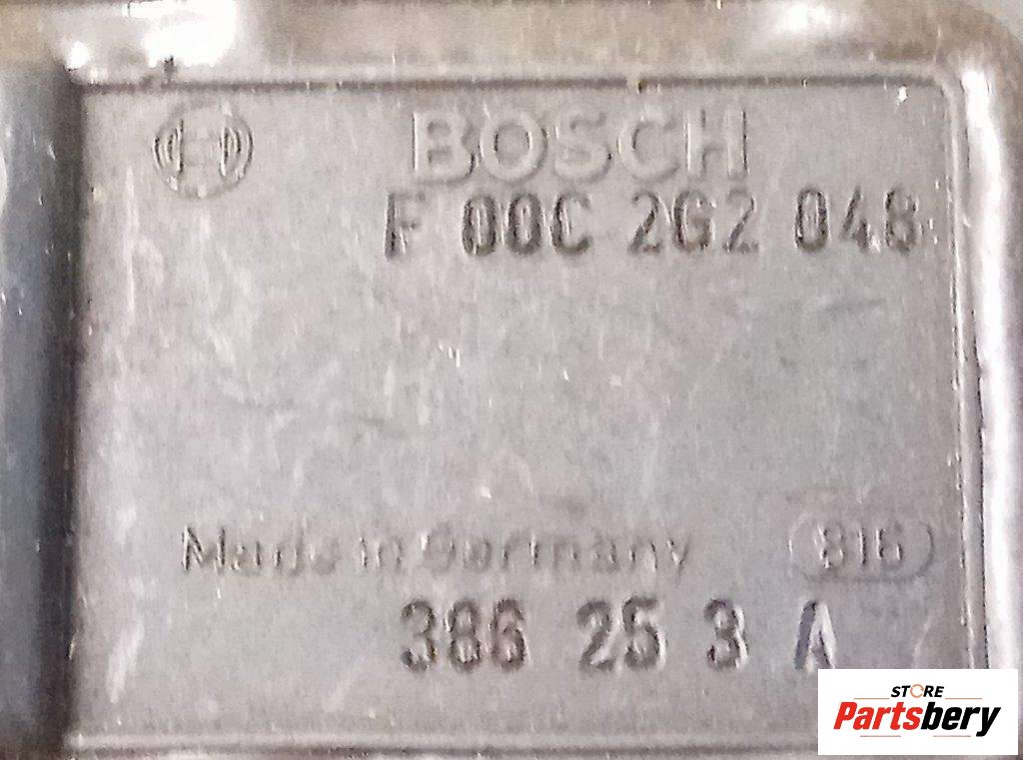 BOSCH
F 00C 2G2 048
Made in Germany 816
386 25 3 A
STORE
Partsbery